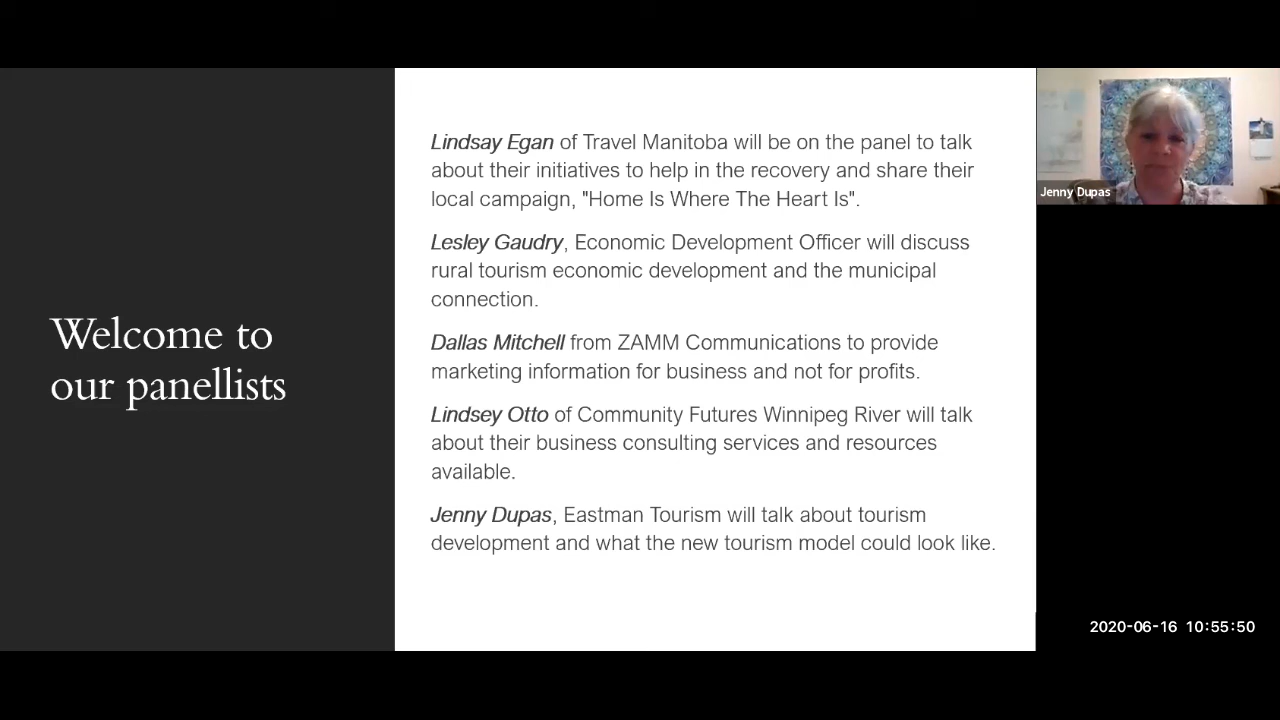 Welcome to
our panellists
Lindsay Egan of Travel Manitoba will be on the panel to talk
about their initiatives to help in the recovery and share their
local campaign, "Home Is Where The Heart Is".
Lesley Gaudry, Economic Development Officer will discuss
rural tourism economic development and the municipal
connection.
Dallas Mitchell from ZAMM Communications to provide
marketing information for business and not for profits.
Lindsey Otto of Community Futures Winnipeg River will talk
about their business consulting services and resources
available.
Jenny Dupas, Eastman Tourism will talk about tourism
development and what the new tourism model could look like.
Jenny Dupas
2020-06-16 10:55:50